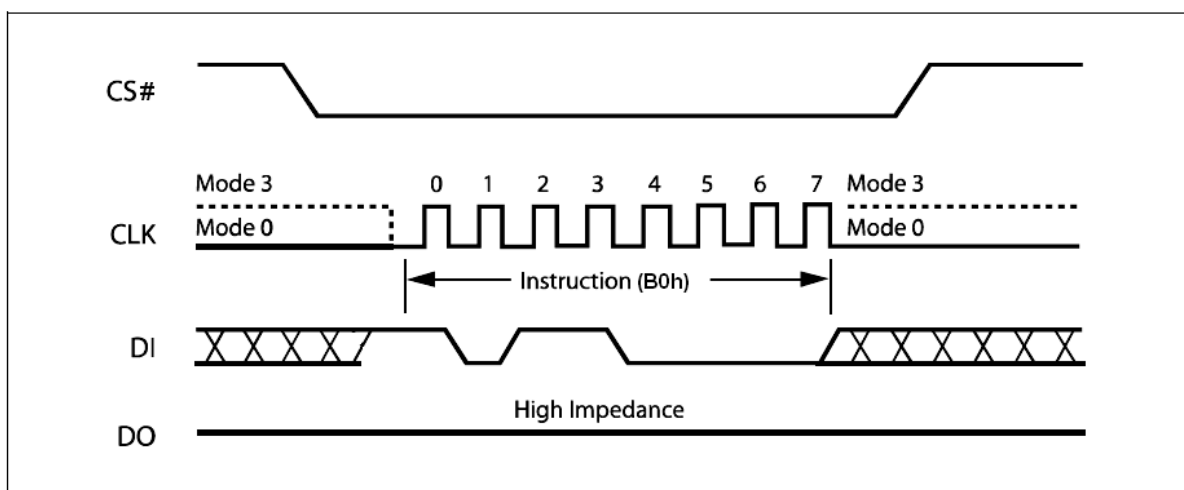 CS#
Mode 3 0 1 2 3 4 5 6 7 Mode 3
CLK Mode 0 Mode 0
Instruction (B0h)
DI
High Impedance
DO